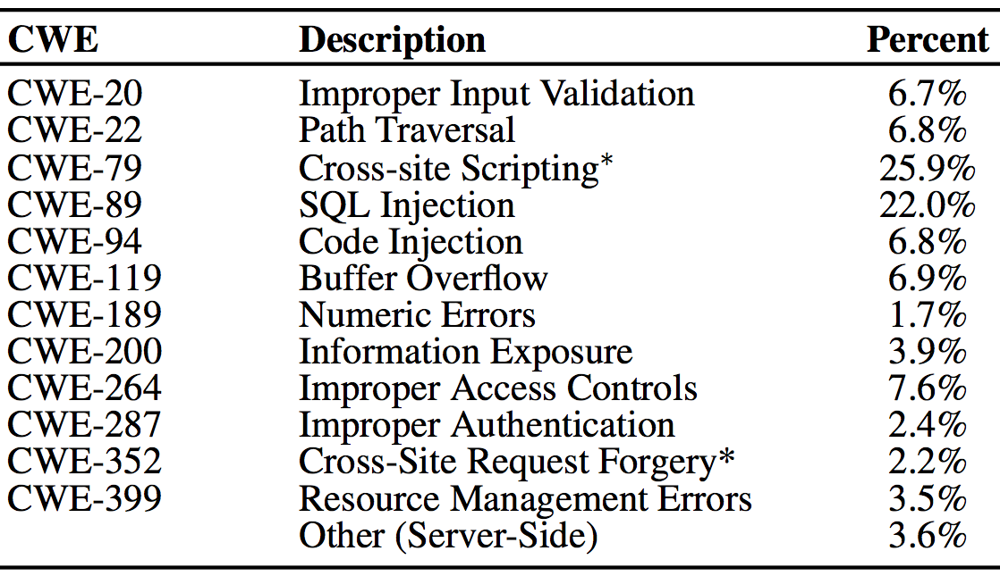 CWE Description Percent
CWE-20 Improper Input Validation 6.7%
CWE-22 Path Traversal 6.8%
CWE-79 Cross-site Scripting* 25.9%
CWE-89 SQL Injection 22.0%
CWE-94 Code Injection 6.8%
CWE-119 Buffer Overflow 6.9%
CWE-189 Numeric Errors 1.7%
CWE-200 Information Exposure 3.9%
CWE-264 Improper Access Controls 7.6%
CWE-287 Improper Authentication 2.4%
CWE-352 Cross-Site Request Forgery* 2.2%
CWE-399 Resource Management Errors 3.5%
Other (Server-Side) 3.6%